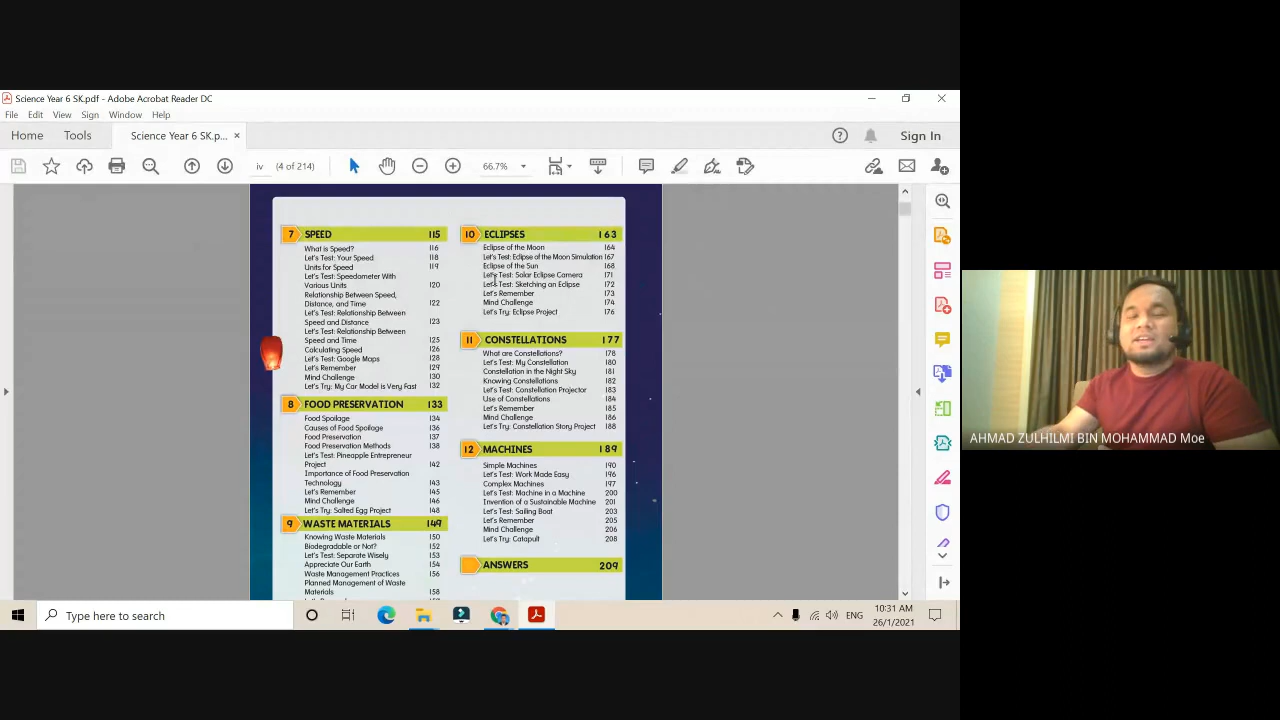 Science Year 6 SK.pdf - Adobe Acrobat Reader DC
File Edit View Sign Window Help
Home Tools Science Year 6 SK.p... × Sign In
iv (4 of 214) 66.7%
7 SPEED 115
What is Speed? 116
Let's Test: Your Speed 118
Units for Speed 119
Let's Test: Speedometer With
Various Units 120
Relationship Between Speed,
Distance, and Time 122
Let's Test: Relationship Between
Speed and Distance 123
Let's Test: Relationship Between
Speed and Time 125
Calculating Speed 126
Let's Test: Google Maps 128
Let's Remember 129
Mind Challenge 130
Let's Try: My Car Model is Very Fast 132
8 FOOD PRESERVATION 133
Food Spoilage 134
Causes of Food Spoilage 136
Food Preservation 137
Food Preservation Methods 138
Let's Test: Pineapple Entrepreneur
Project 142
Importance of Food Preservation
Technology 143
Let's Remember 145
Mind Challenge 146
Let's Try: Salted Egg Project 148
9 WASTE MATERIALS 149
Knowing Waste Materials 150
Biodegradable or Not? 152
Let's Test: Separate Wisely 153
Appreciate Our Earth 154
Waste Management Practices 156
Planned Management of Waste
Materials 158
10 ECLIPSES 163
Eclipse of the Moon 164
Let's Test: Eclipse of the Moon Simulation 167
Eclipse of the Sun 168
Let's Test: Solar Eclipse Camera 171
Let's Test: Sketching an Eclipse 172
Let's Remember 173
Mind Challenge 174
Let's Try: Eclipse Project 176
11 CONSTELLATIONS 177
What are Constellations? 178
Let's Test: My Constellation 180
Constellation in the Night Sky 181
Knowing Constellations 182
Let's Test: Constellation Projector 183
Use of Constellations 184
Let's Remember 185
Mind Challenge 186
Let's Try: Constellation Story Project 188
12 MACHINES 189
Simple Machines 190
Let's Test: Work Made Easy 196
Complex Machines 197
Let's Test: Machine in a Machine 200
Invention of a Sustainable Machine 201
Let's Test: Sailing Boat 203
Let's Remember 205
Mind Challenge 206
Let's Try: Catapult 208
ANSWERS 209
AHMAD ZULHILMI BIN MOHAMMAD Moe
Type here to search
ENG
10:31 AM
26/1/2021